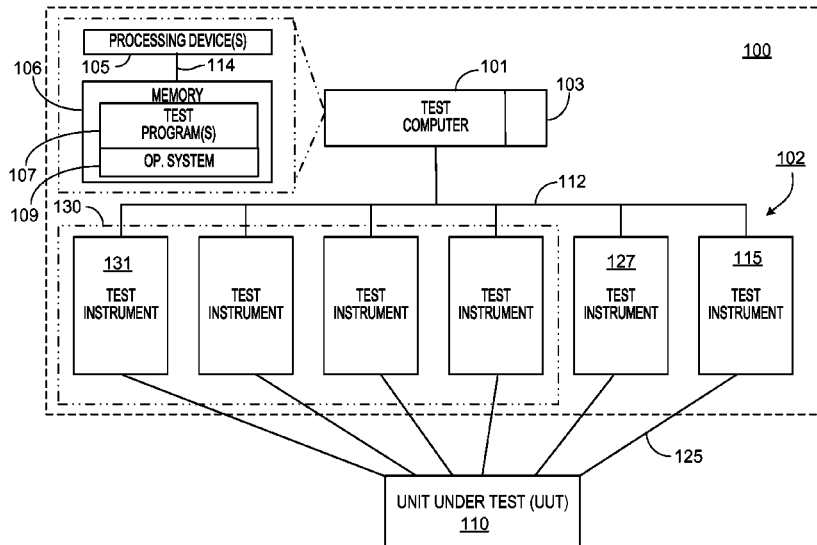 PROCESSING DEVICE(S)
105
114
100
106
MEMORY
TEST
PROGRAM(S)
OP. SYSTEM
107
109
101
TEST
COMPUTER
103
112
102
130
131
TEST
INSTRUMENT
TEST
INSTRUMENT
TEST
INSTRUMENT
TEST
INSTRUMENT
127
TEST
INSTRUMENT
115
TEST
INSTRUMENT
125
UNIT UNDER TEST (UUT)
110